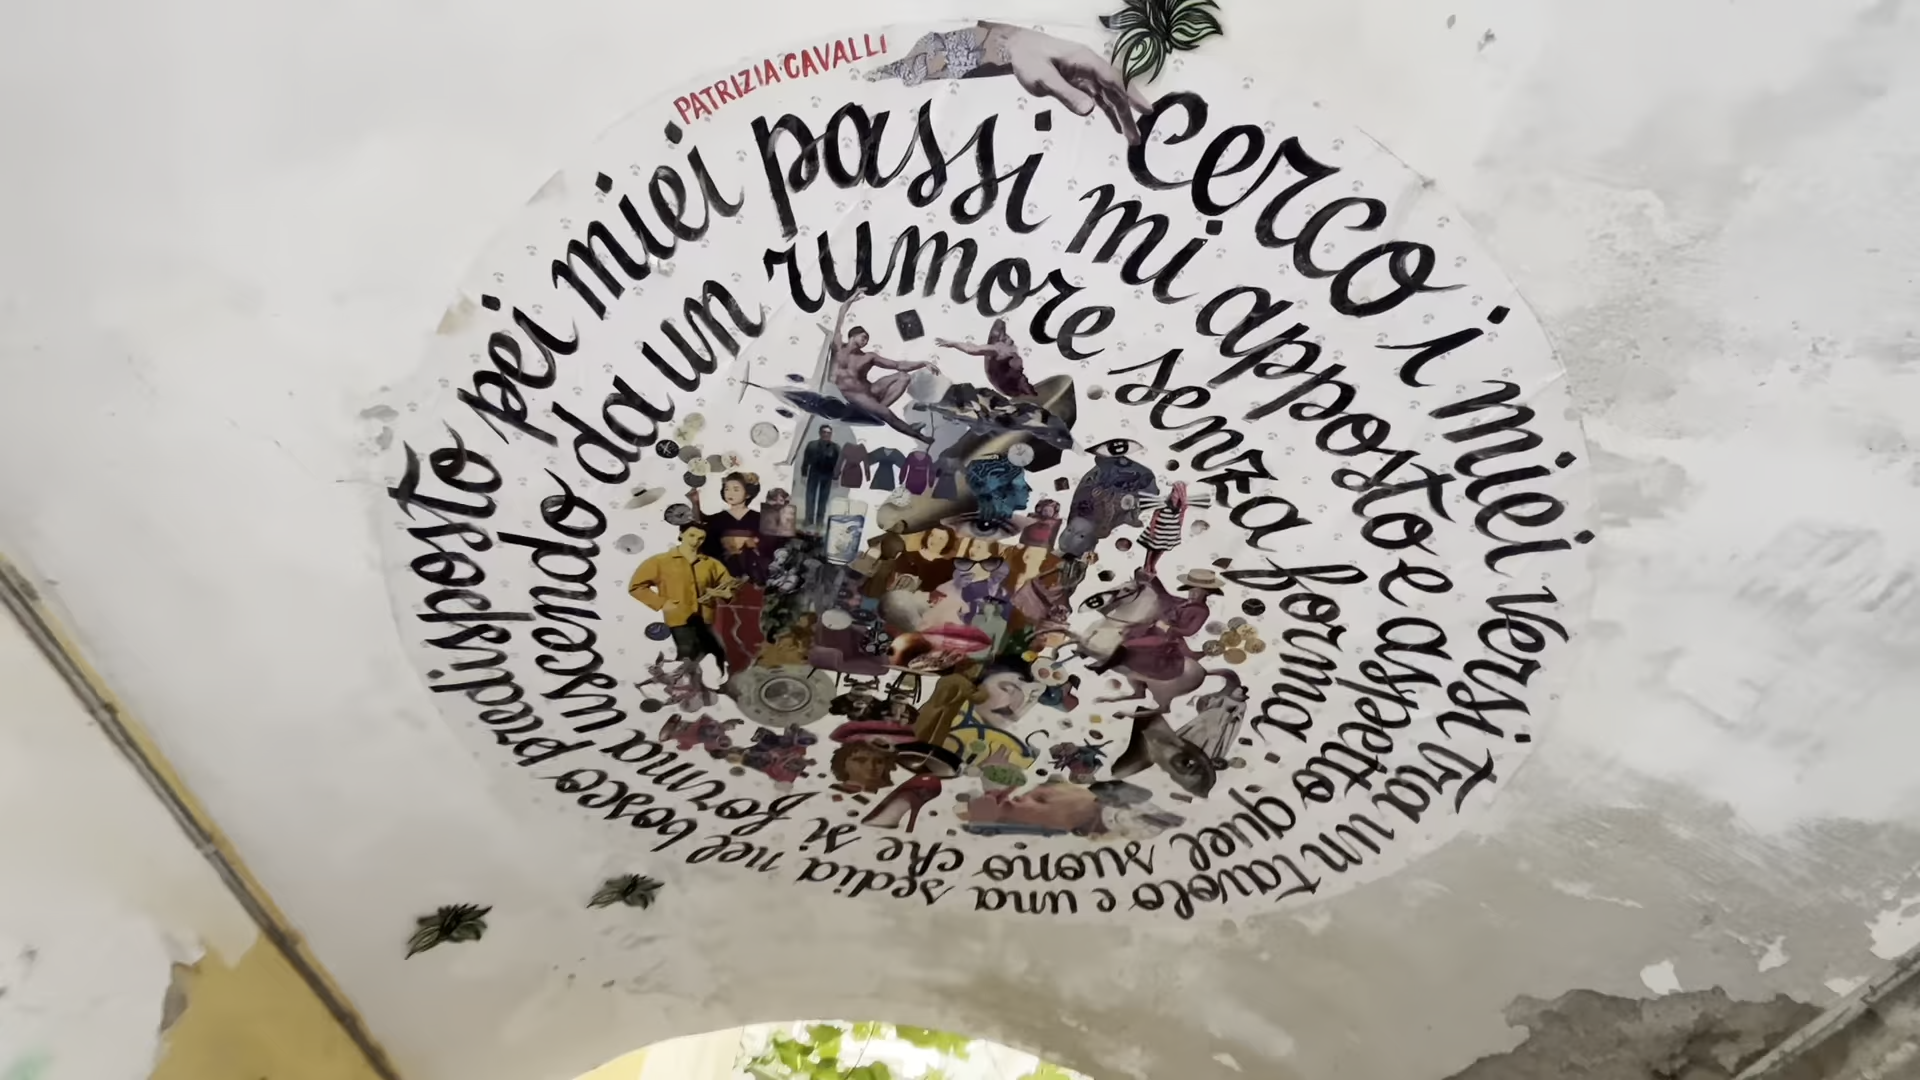 PATRIZIA CAVALLI
cerco i miei versi tra un tavolo e una sedia nel bosco predisposto pei miei passi
mi apposto e aspetto quel suono che si forma uscendo da un rumore senza forma.